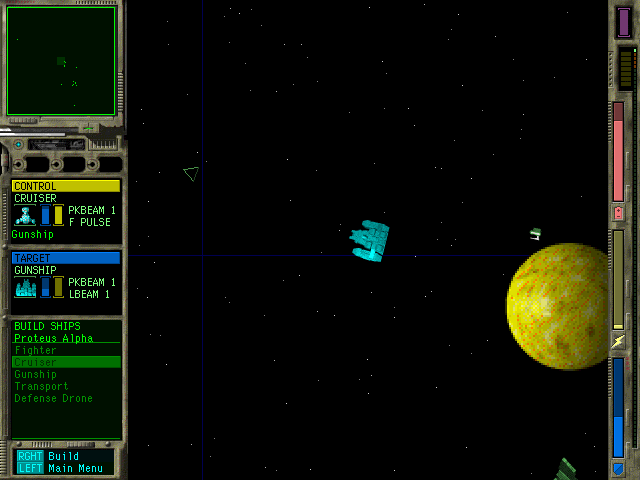 CONTROL
CRUISER
PKBEAM 1
F PULSE
Gunship
TARGET
GUNSHIP
PKBEAM 1
LBEAM 1
BUILD SHIPS
Proteus Alpha
Fighter
Cruiser
Gunship
Transport
Defense Drone
RGHT Build
LEFT Main Menu